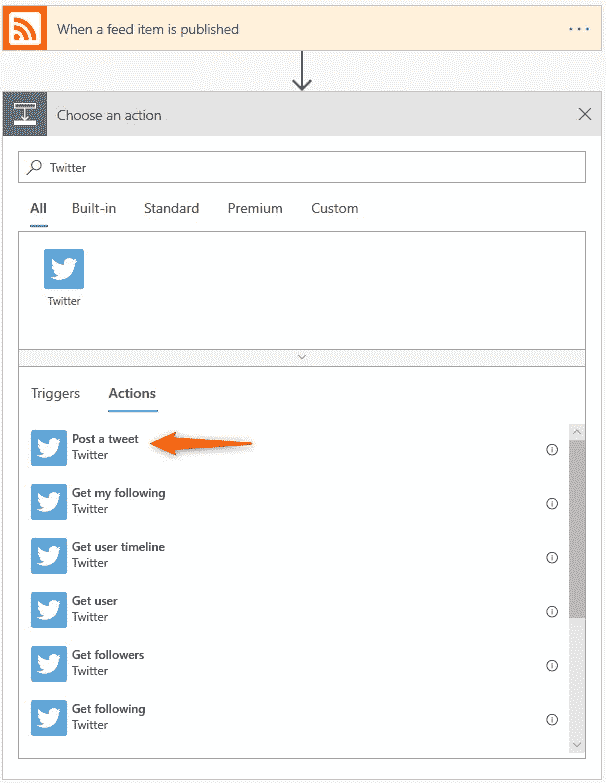 When a feed item is published
Choose an action
Twitter
All Built-in Standard Premium Custom
Twitter
Triggers Actions
Post a tweet
Twitter
Get my following
Twitter
Get user timeline
Twitter
Get user
Twitter
Get followers
Twitter
Get following
Twitter